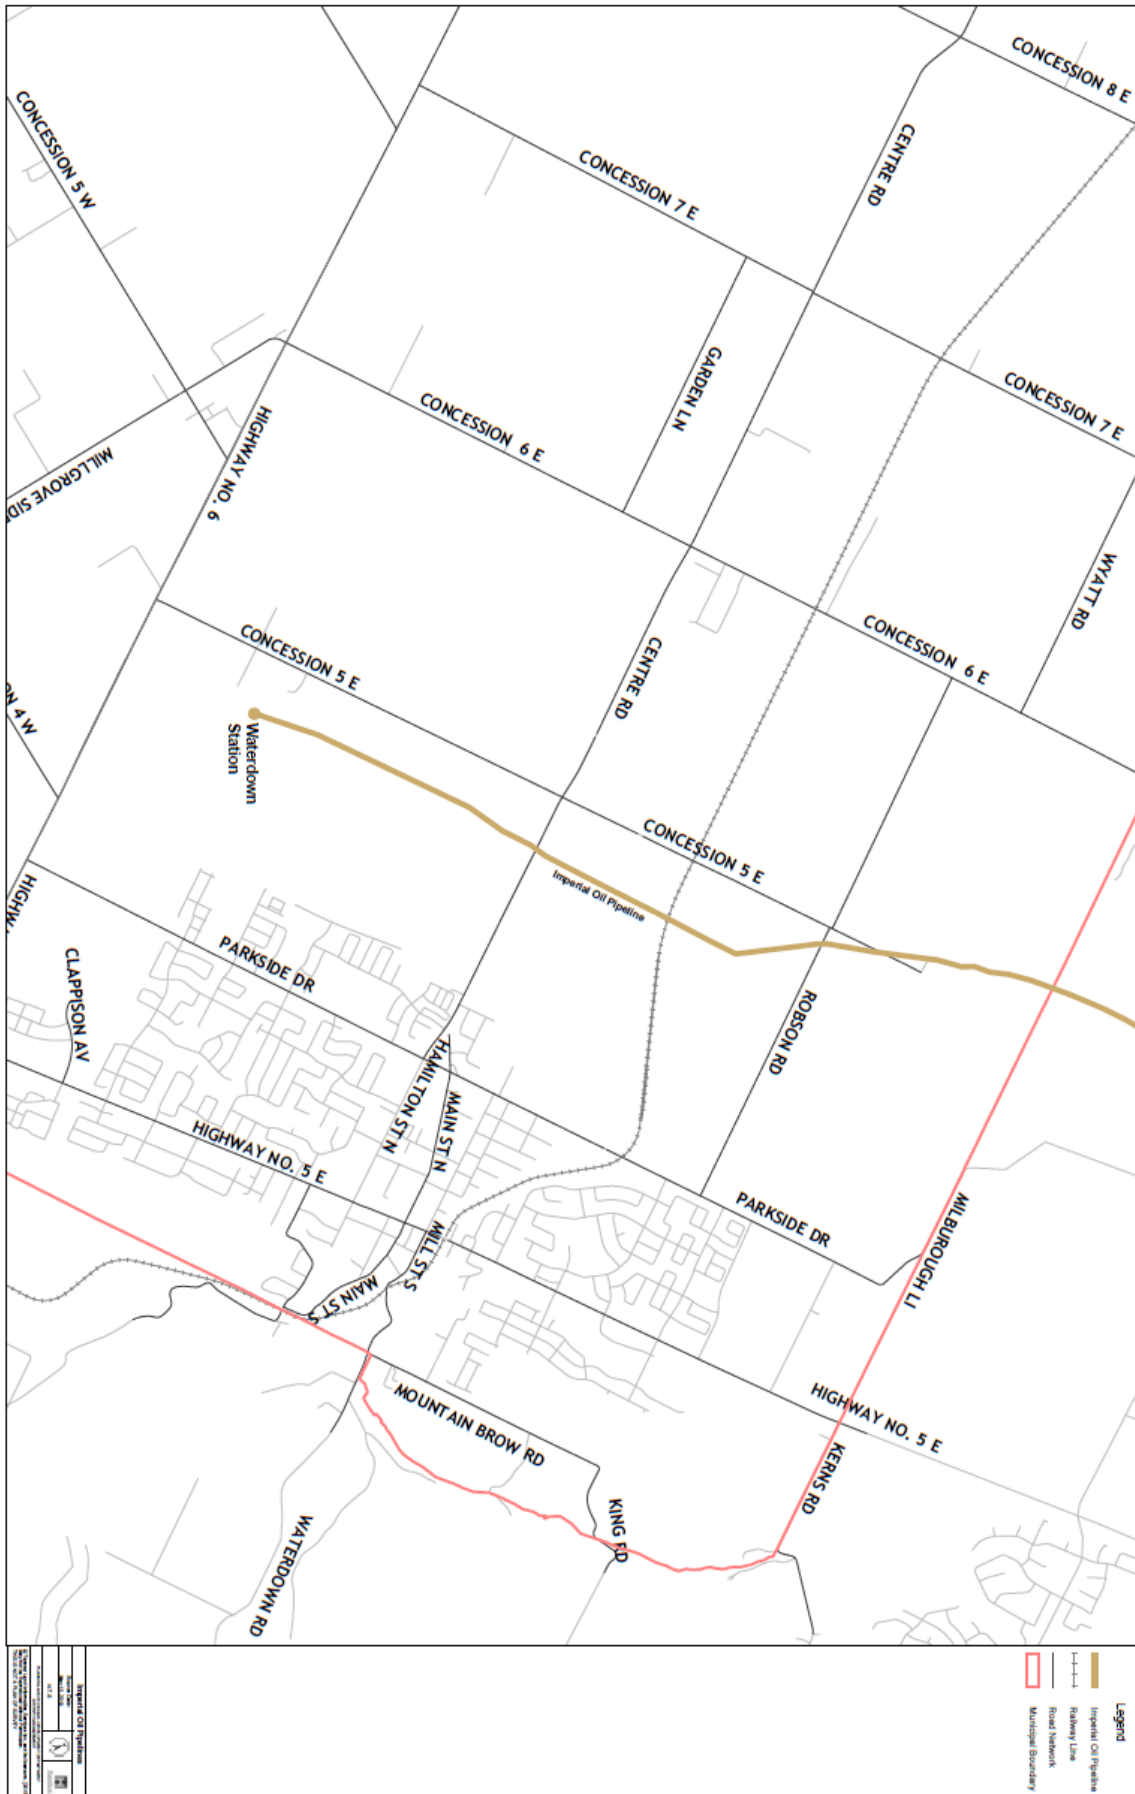 CONCESSION 8 E
CONCESSION 5 W
CENTRE RD
CONCESSION 7 E
GARDEN LN
CONCESSION 7 E
CONCESSION 6 E
HIGHWAY NO. 6
MILLGROVE SID
WYATT RD
CONCESSION 6 E
CONCESSION 5 E
CENTRE RD
ON 4 W
Waterdown
Station
CONCESSION 5 E
Imperial Oil Pipeline
HIGHW
PARKSIDE DR
CLAPPISON AV
ROBSON RD
HAMILTON ST N
MAIN ST N
HIGHWAY NO. 5 E
PARKSIDE DR
MILBUROUGH LI
MILL ST S
MAIN ST S
MOUNTAIN BROW RD
HIGHWAY NO. 5 E
KERNS RD
KING RD
WATERDOWN RD
Legend
Imperial Oil Pipeline
Railway Line
Road Network
Municipal Boundary
Imperial Oil Pipelines